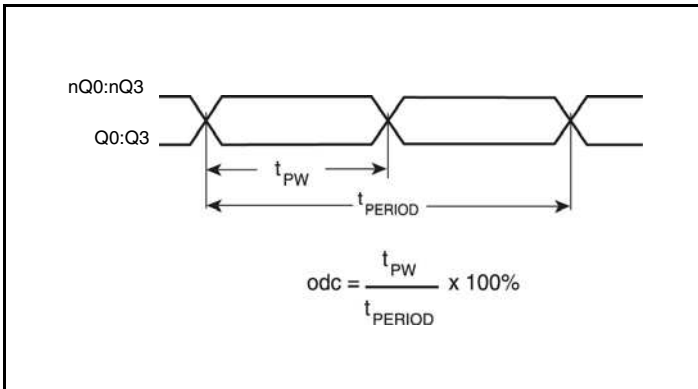 nQ0:nQ3
Q0:Q3
tPW
tPERIOD
odc = tPW / tPERIOD x 100%